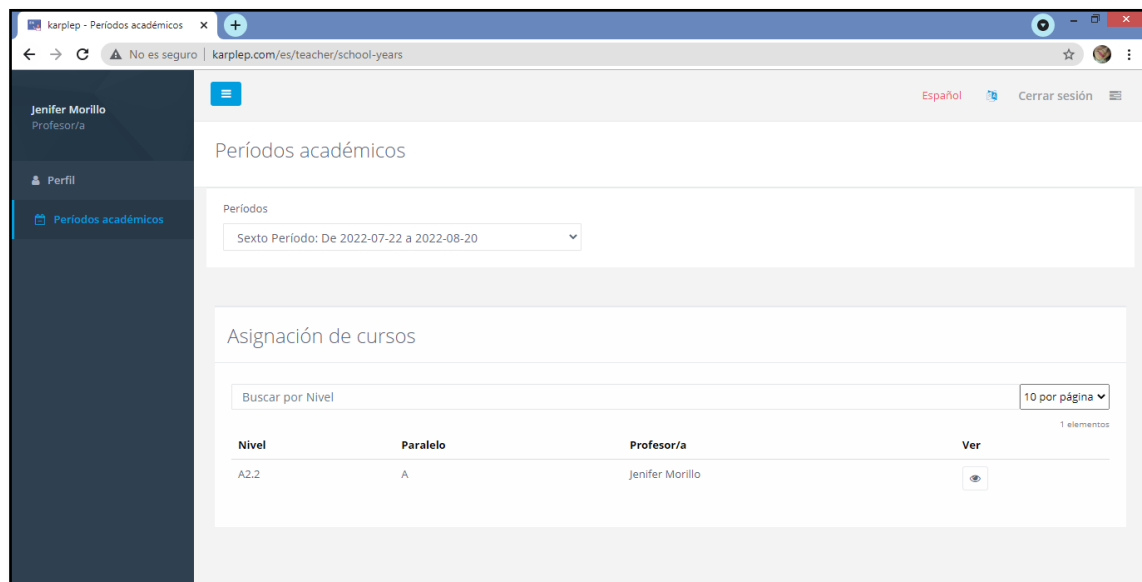 karplep - Períodos académicos
No es seguro | karplep.com/es/teacher/school-years
Jenifer Morillo
Profesor/a
Perfil
Períodos académicos
Español Cerrar sesión
Períodos académicos
Períodos
Sexto Período: De 2022-07-22 a 2022-08-20
Asignación de cursos
Buscar por Nivel 10 por página
1 elementos
Nivel Paralelo Profesor/a Ver
A2.2 A Jenifer Morillo